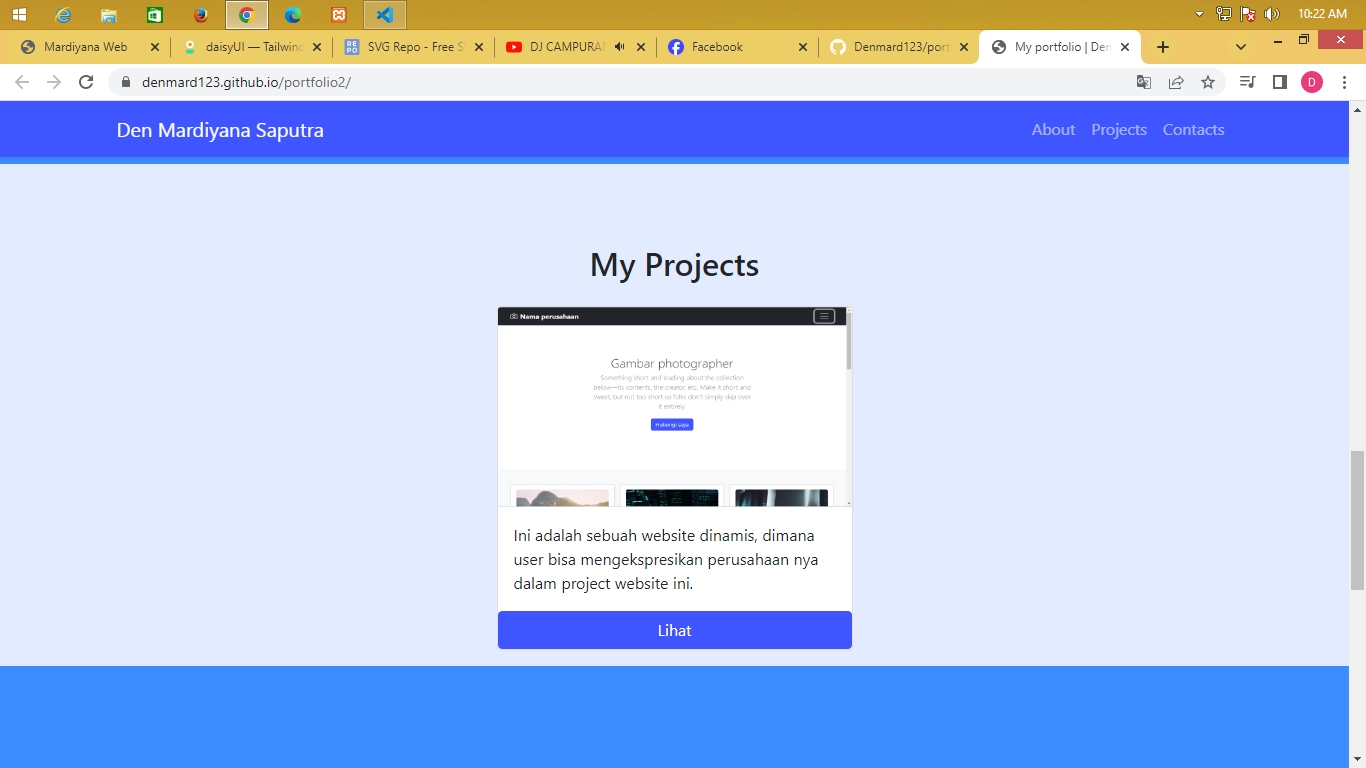 10:22 AM
Mardiyana Web
daisyUI — Tailwind
SVG Repo - Free S
DJ CAMPURAN
Facebook
Denmard123/port
My portfolio | Den
denmard123.github.io/portfolio2/
D
Den Mardiyana Saputra
About Projects Contacts
My Projects
Nama perusahaan
Gambar photographer
Something short and leading about the collection
below—its contents, the creator, etc. Make it short and
sweet, but not too short so folks don't simply skip over
it entirely.
Hubungi saya
Ini adalah sebuah website dinamis, dimana
user bisa mengekspresikan perusahaan nya
dalam project website ini.
Lihat